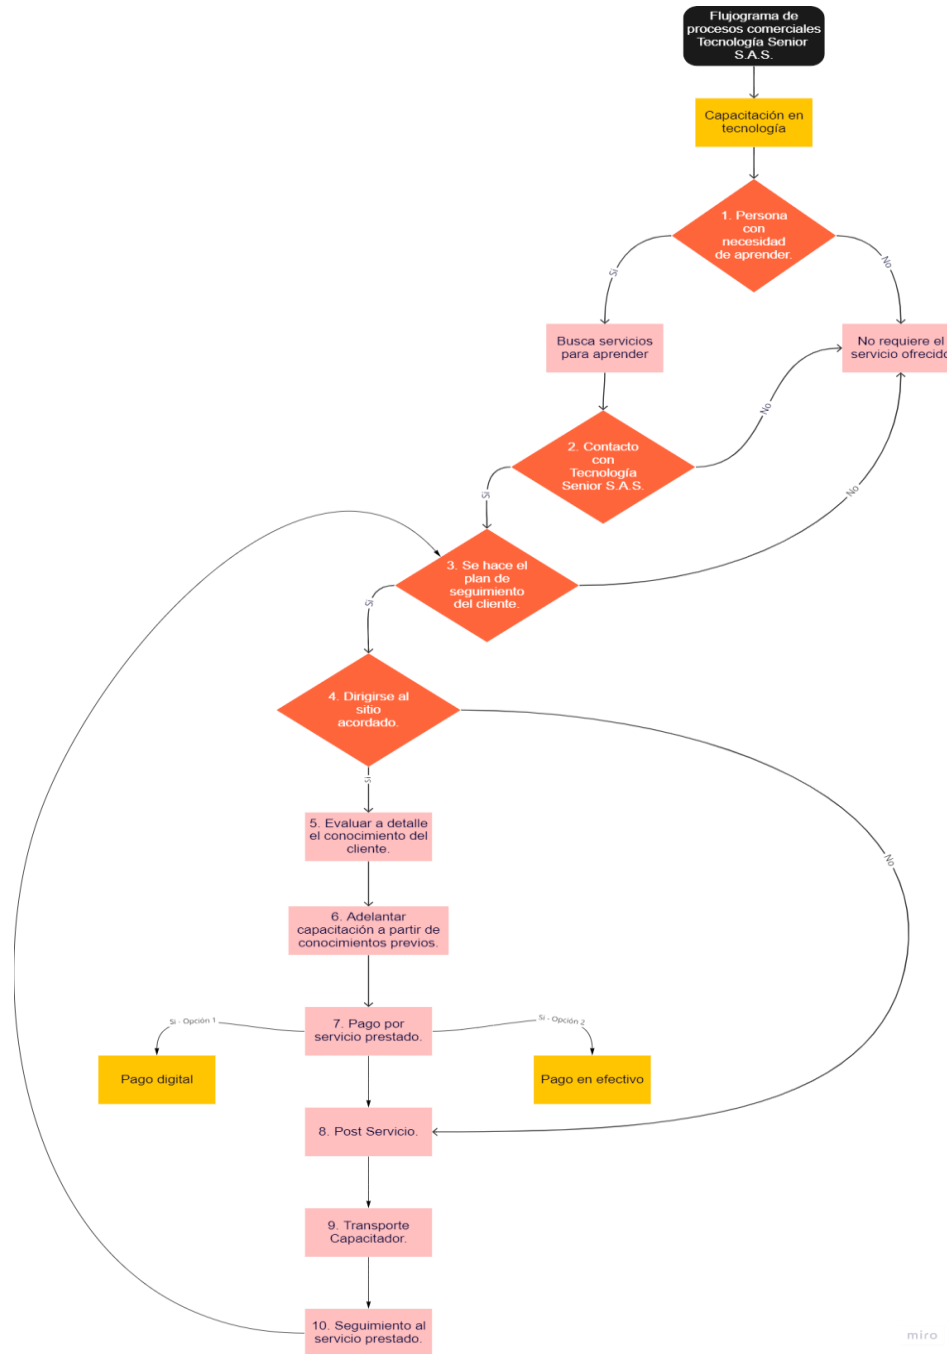 Flujograma de
procesos comerciales
Tecnología Senior
S.A.S.
Capacitación en
tecnología
1. Persona
con
necesidad
de aprender.
Si
No
Busca servicios
para aprender
No requiere el
servicio ofrecido
2. Contacto
con
Tecnología
Senior S.A.S.
No
Si
No
3. Se hace el
plan de
seguimiento
del cliente.
Si
4. Dirigirse al
sitio
acordado.
Si
No
5. Evaluar a detalle
el conocimiento del
cliente.
6. Adelantar
capacitación a partir de
conocimientos previos.
Si - Opción 1
7. Pago por
servicio prestado.
Si - Opción 2
Pago digital
Pago en efectivo
8. Post Servicio.
9. Transporte
Capacitador.
10. Seguimiento al
servicio prestado.
miro